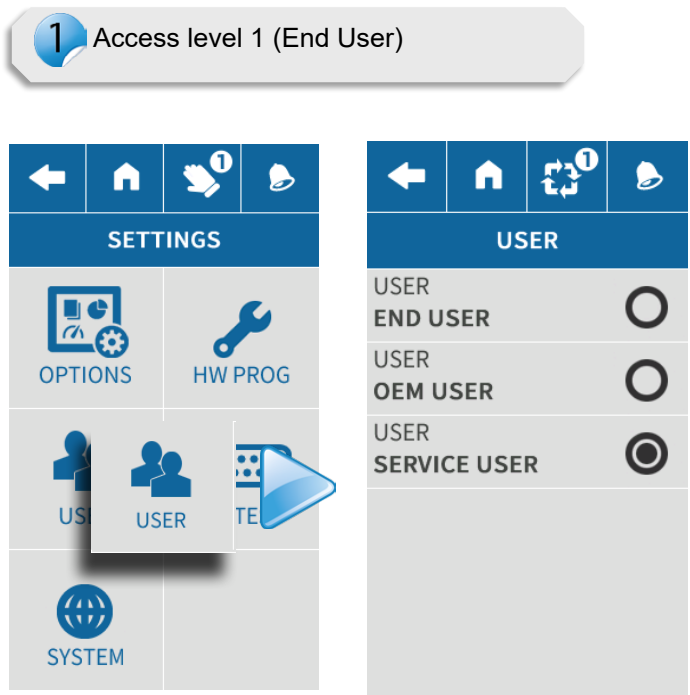 1 Access level 1 (End User)
1
SETTINGS
OPTIONS
HW PROG
USER
SYSTEM
1
USER
USER
END USER
USER
OEM USER
USER
SERVICE USER